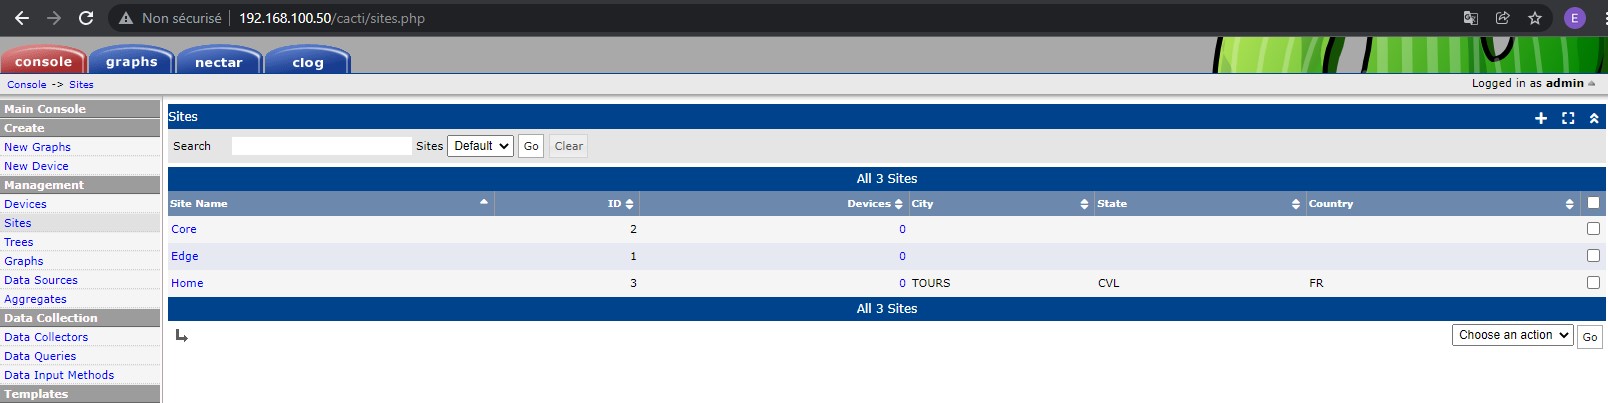 Non sécurisé 192.168.100.50/cacti/sites.php E
console graphs nectar clog
Console -> Sites Logged in as admin
Main Console
Create
New Graphs
New Device
Management
Devices
Sites
Trees
Graphs
Data Sources
Aggregates
Data Collection
Data Collectors
Data Queries
Data Input Methods
Templates
Sites
Search Sites Default Go Clear
All 3 Sites
Site Name ID Devices City State Country
Core 2 0
Edge 1 0
Home 3 0 TOURS CVL FR
All 3 Sites
Choose an action Go